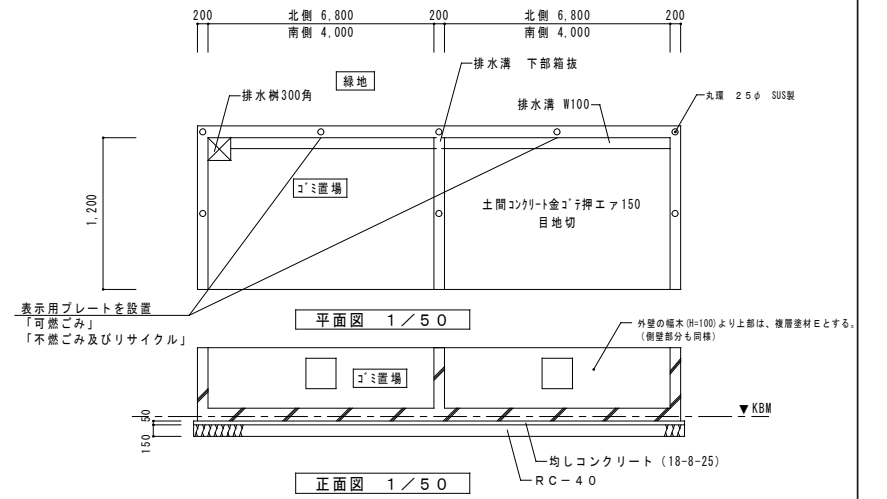 200 北側 6,800 200 北側 6,800 200
南側 4,000 南側 4,000
緑地
排水溝 下部箱抜
排水桝300角
排水溝 W100
丸環 25φ SUS製
ゴミ置場
土間コンクリート金ゴテ押エァ150
目地切
1,200
表示用プレートを設置
「可燃ごみ」
「不燃ごみ及びリサイクル」
平面図 1/50
外壁の幅木(H=100)より上部は、複層塗材Eとする。
(側壁部分も同様)
ゴミ置場
▼KBM
50
150
均しコンクリート(18-8-25)
RC-40
正面図 1/50